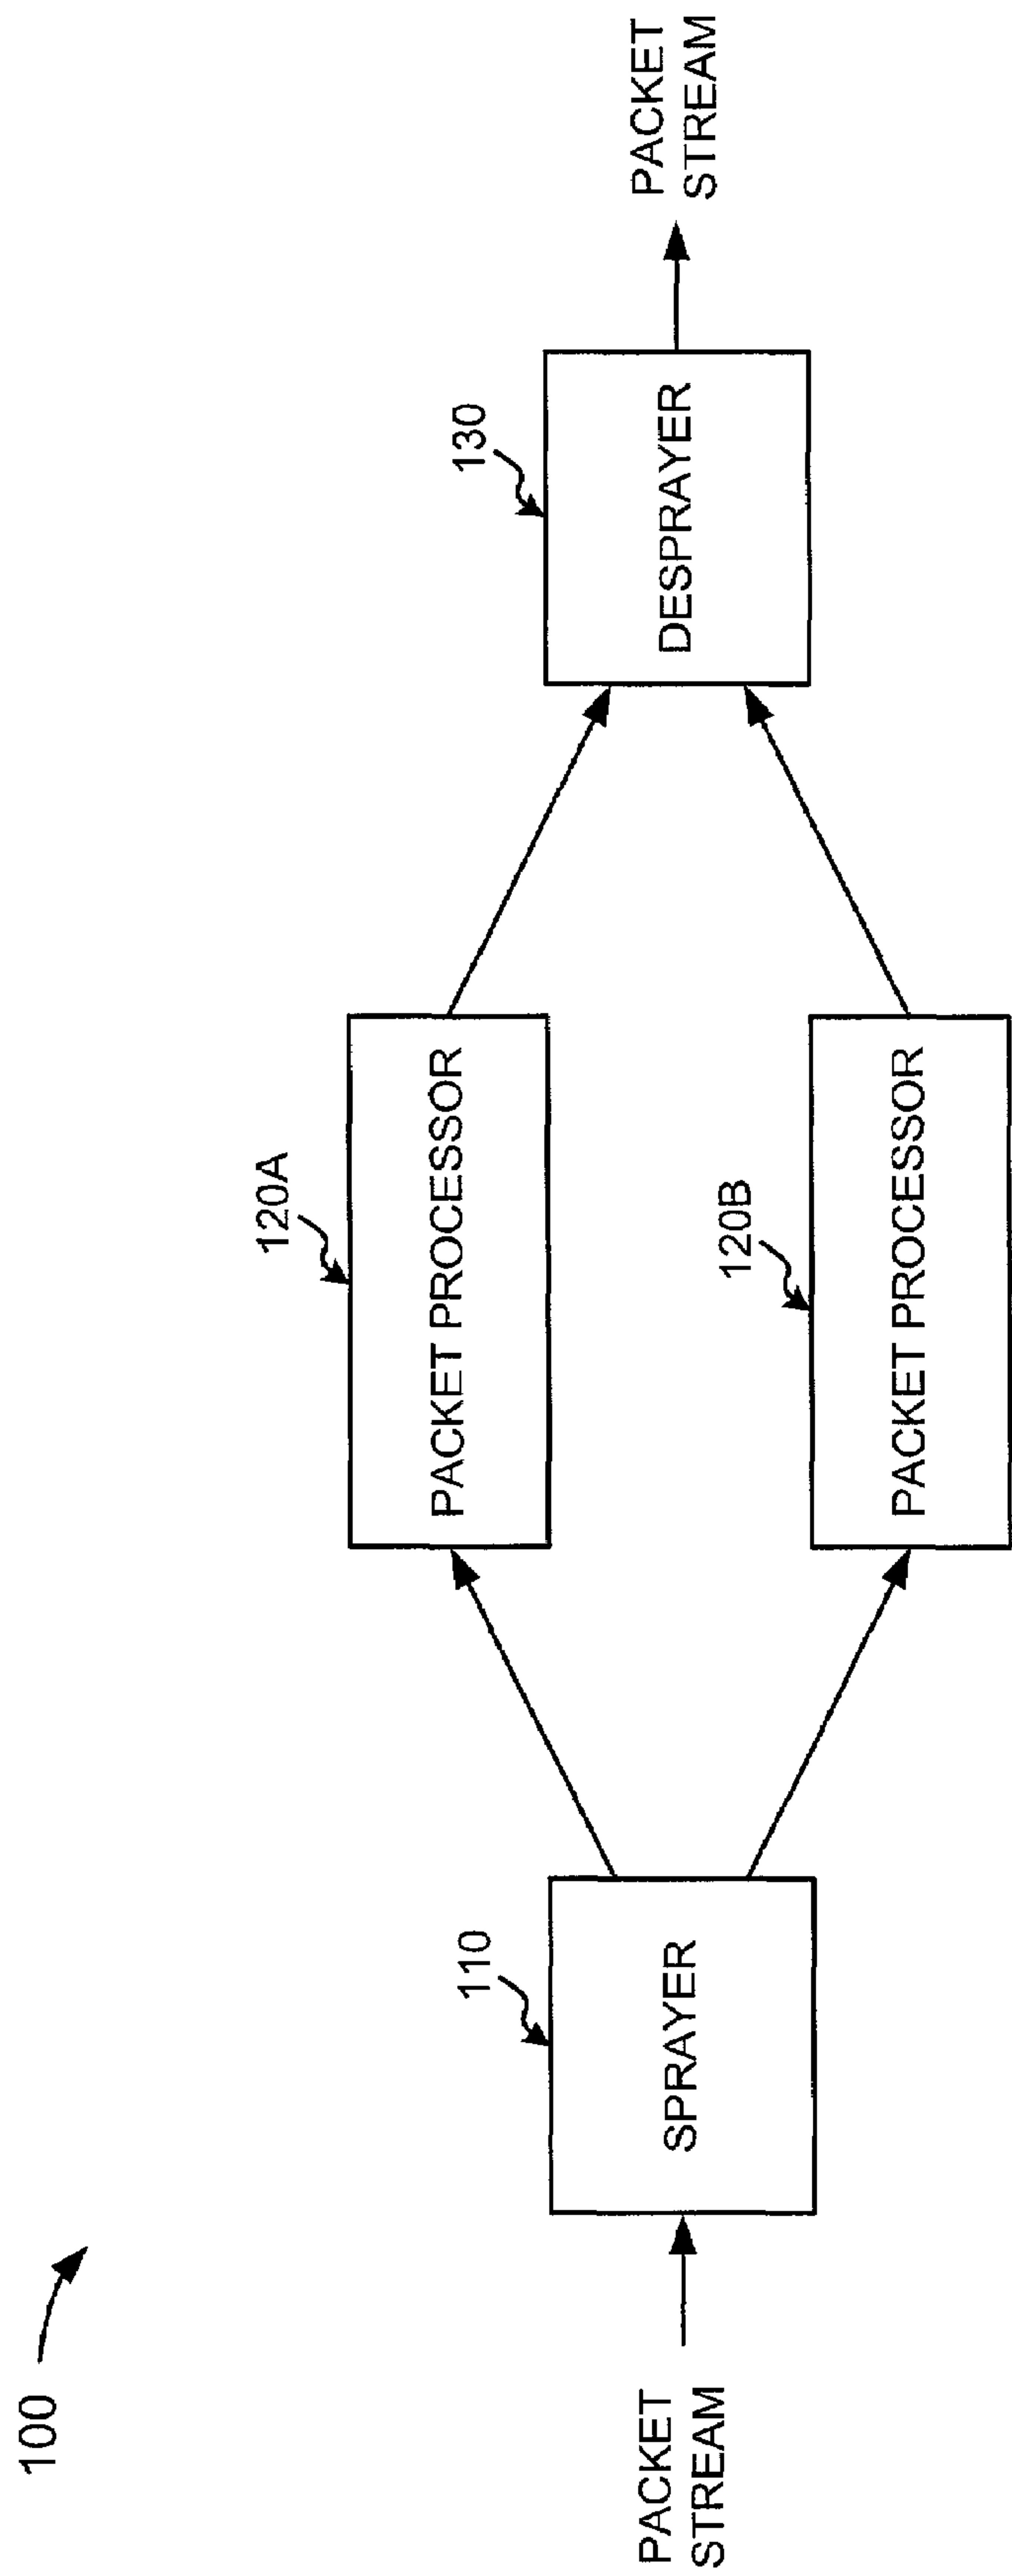 100
PACKET
STREAM
110
SPRAYER
120A
PACKET PROCESSOR
120B
PACKET PROCESSOR
130
DESPRAYER
PACKET
STREAM